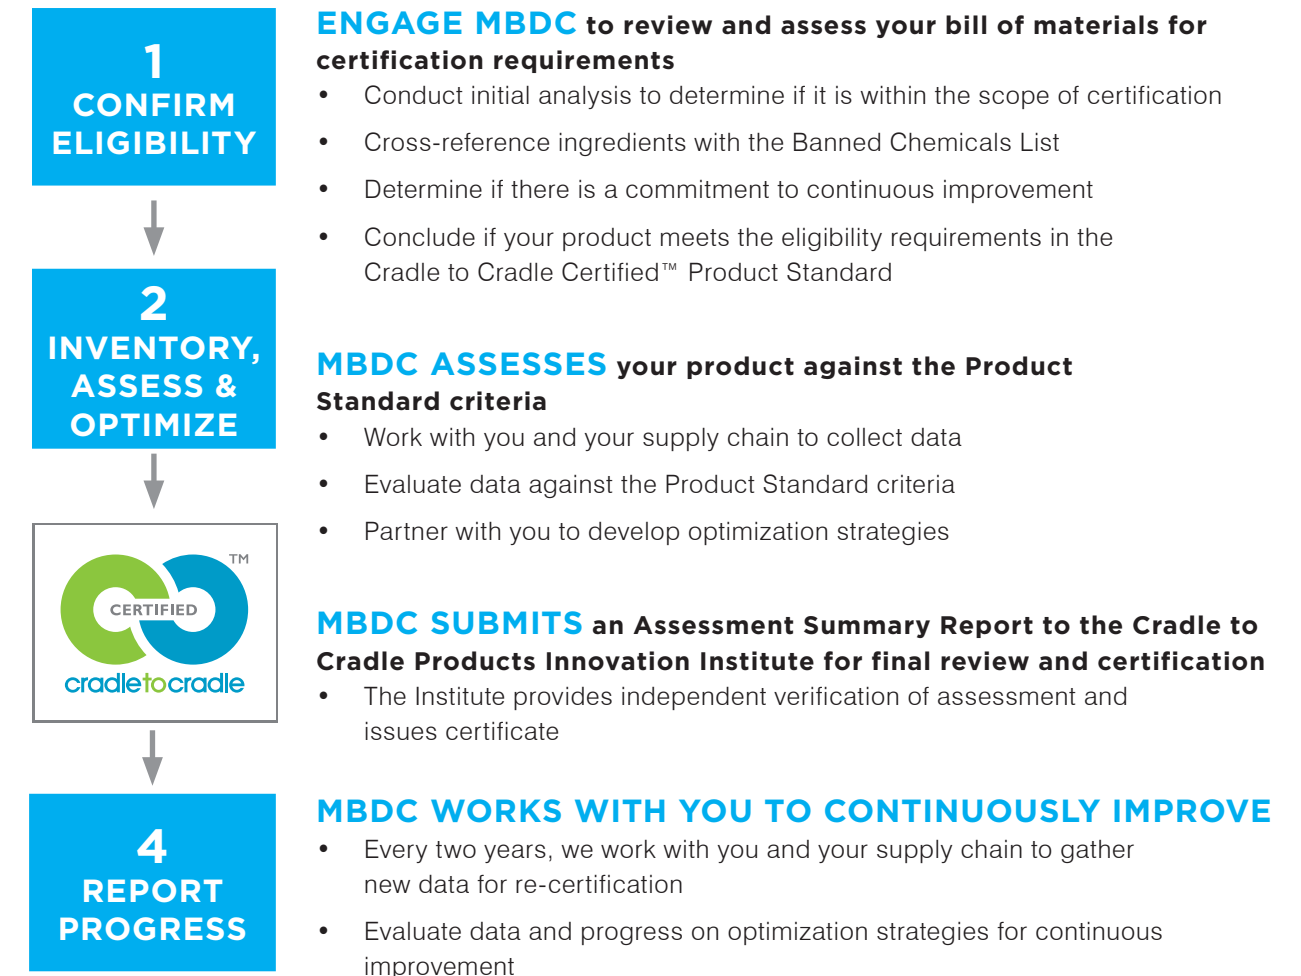 1
CONFIRM
ELIGIBILITY
ENGAGE MBDC to review and assess your bill of materials for
certification requirements
• Conduct initial analysis to determine if it is within the scope of certification
• Cross-reference ingredients with the Banned Chemicals List
• Determine if there is a commitment to continuous improvement
• Conclude if your product meets the eligibility requirements in the
Cradle to Cradle Certified™ Product Standard
2
INVENTORY,
ASSESS &
OPTIMIZE
MBDC ASSESSES your product against the Product
Standard criteria
• Work with you and your supply chain to collect data
• Evaluate data against the Product Standard criteria
• Partner with you to develop optimization strategies
TM
CERTIFIED
cradletocradle
MBDC SUBMITS an Assessment Summary Report to the Cradle to
Cradle Products Innovation Institute for final review and certification
• The Institute provides independent verification of assessment and
issues certificate
4
REPORT
PROGRESS
MBDC WORKS WITH YOU TO CONTINUOUSLY IMPROVE
• Every two years, we work with you and your supply chain to gather
new data for re-certification
• Evaluate data and progress on optimization strategies for continuous
improvement